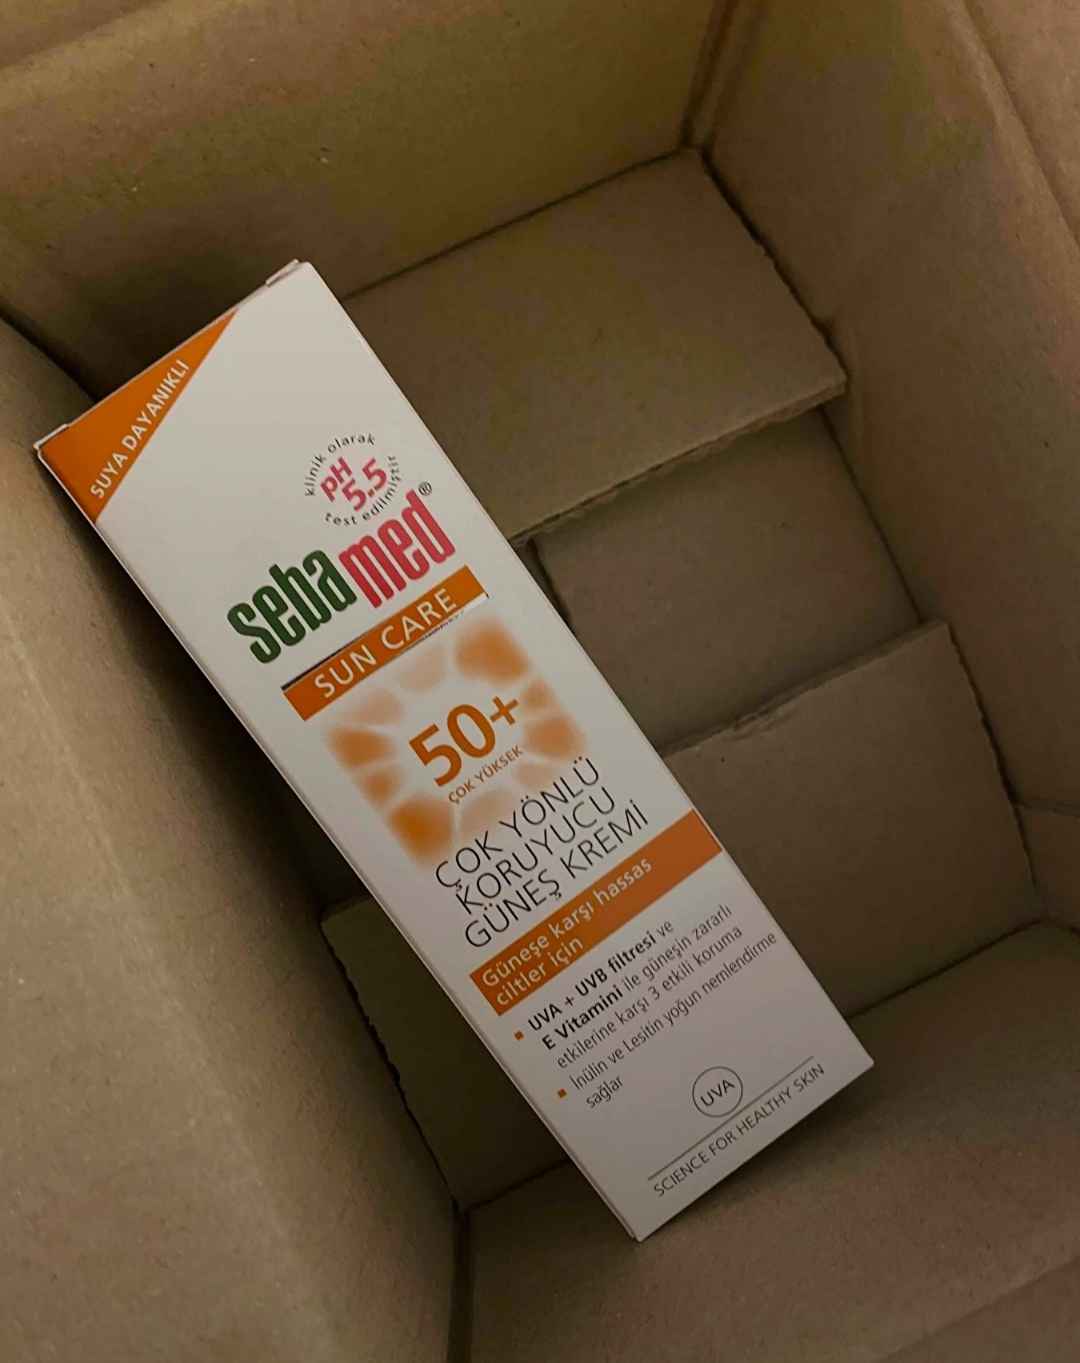 SUYA DAYANIKLI
klinik olarak
pH
5.5
test edilmiştir
sebamed®
SUN CARE
50+
ÇOK YÜKSEK
ÇOK YÖNLÜ
KORUYUCU
GÜNEŞ KREMİ
Güneşe karşı hassas
ciltler için
▪ UVA + UVB filtresi ve
E Vitamini ile güneşin zararlı
etkilerine karşı 3 etkili koruma
▪ İnülin ve Lesitin yoğun nemlendirme
sağlar
UVA
SCIENCE FOR HEALTHY SKIN